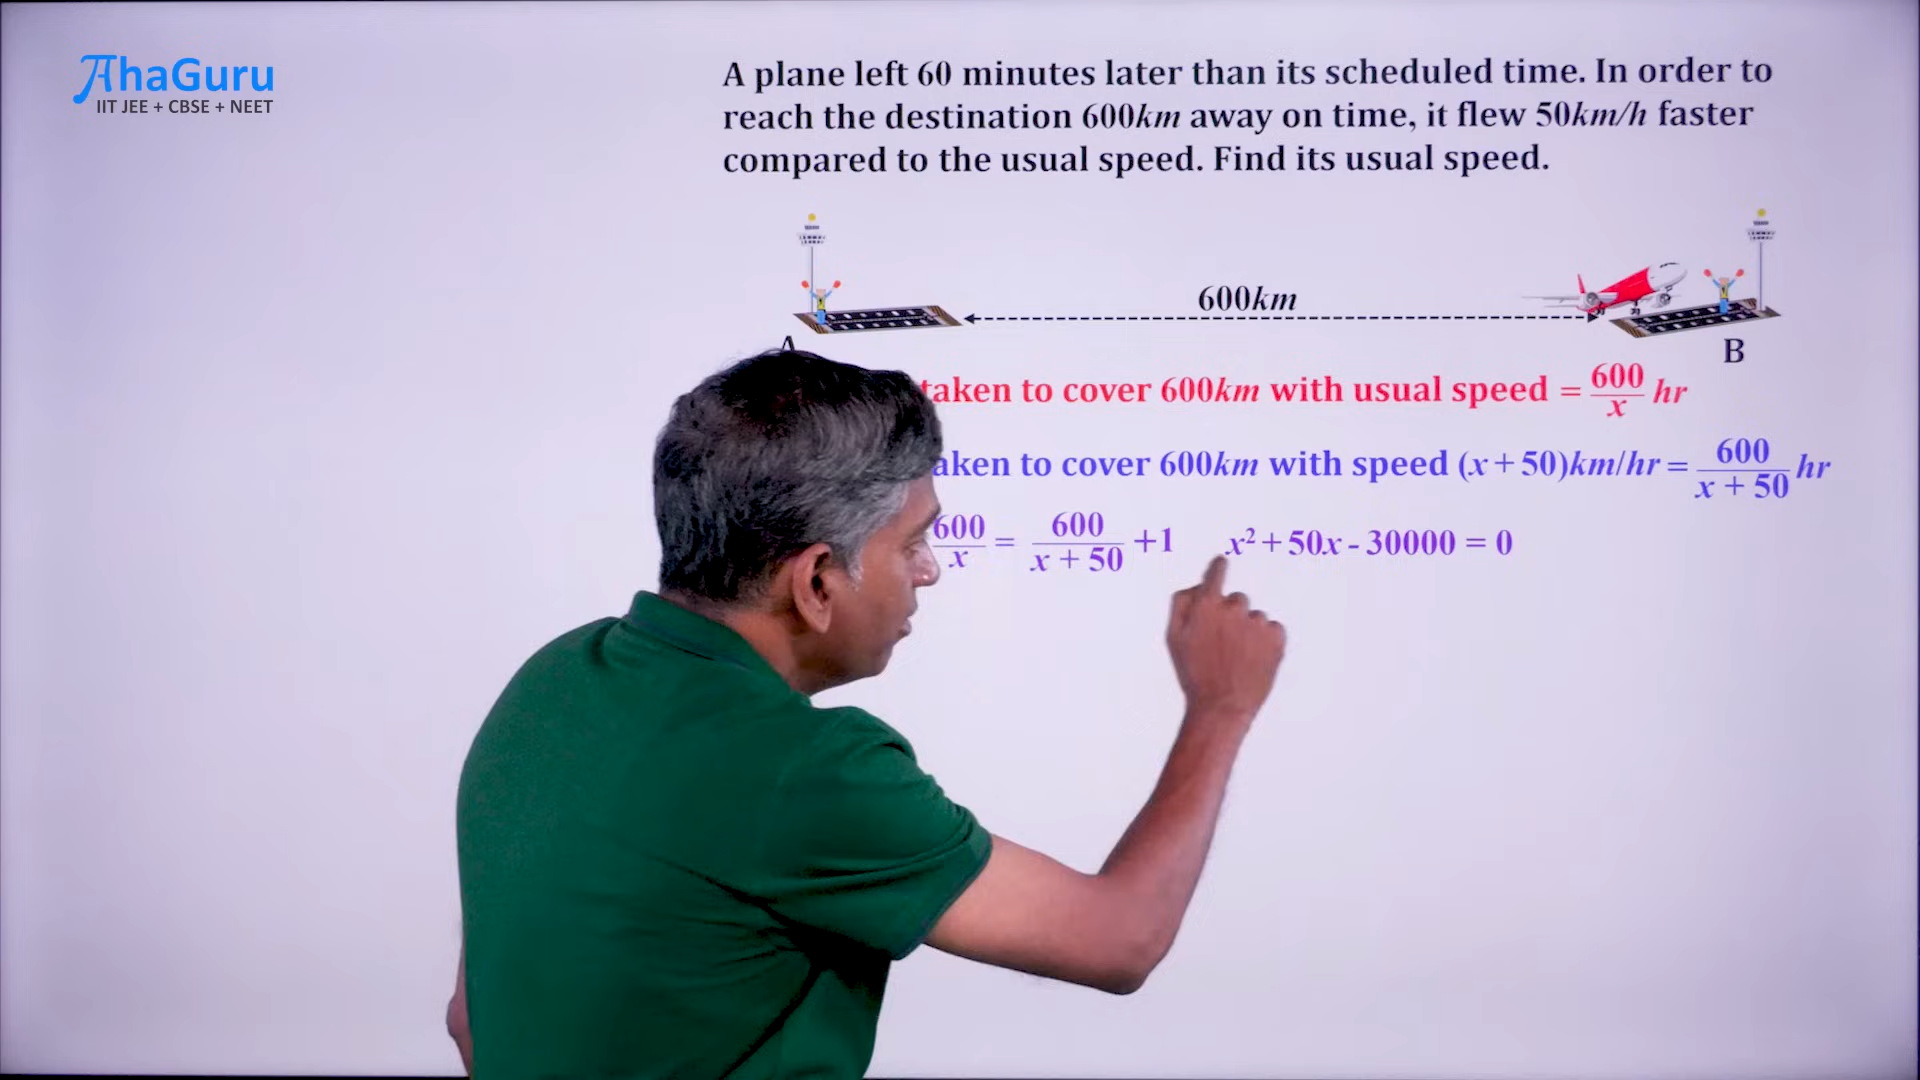 AhaGuru
IIT JEE + CBSE + NEET
A plane left 60 minutes later than its scheduled time. In order to
reach the destination 600km away on time, it flew 50km/h faster
compared to the usual speed. Find its usual speed.
600km
A
B
taken to cover 600km with usual speed = 600/x hr
aken to cover 600km with speed (x + 50)km/hr = 600/(x + 50) hr
600/x = 600/(x + 50) +1 x² + 50x - 30000 = 0